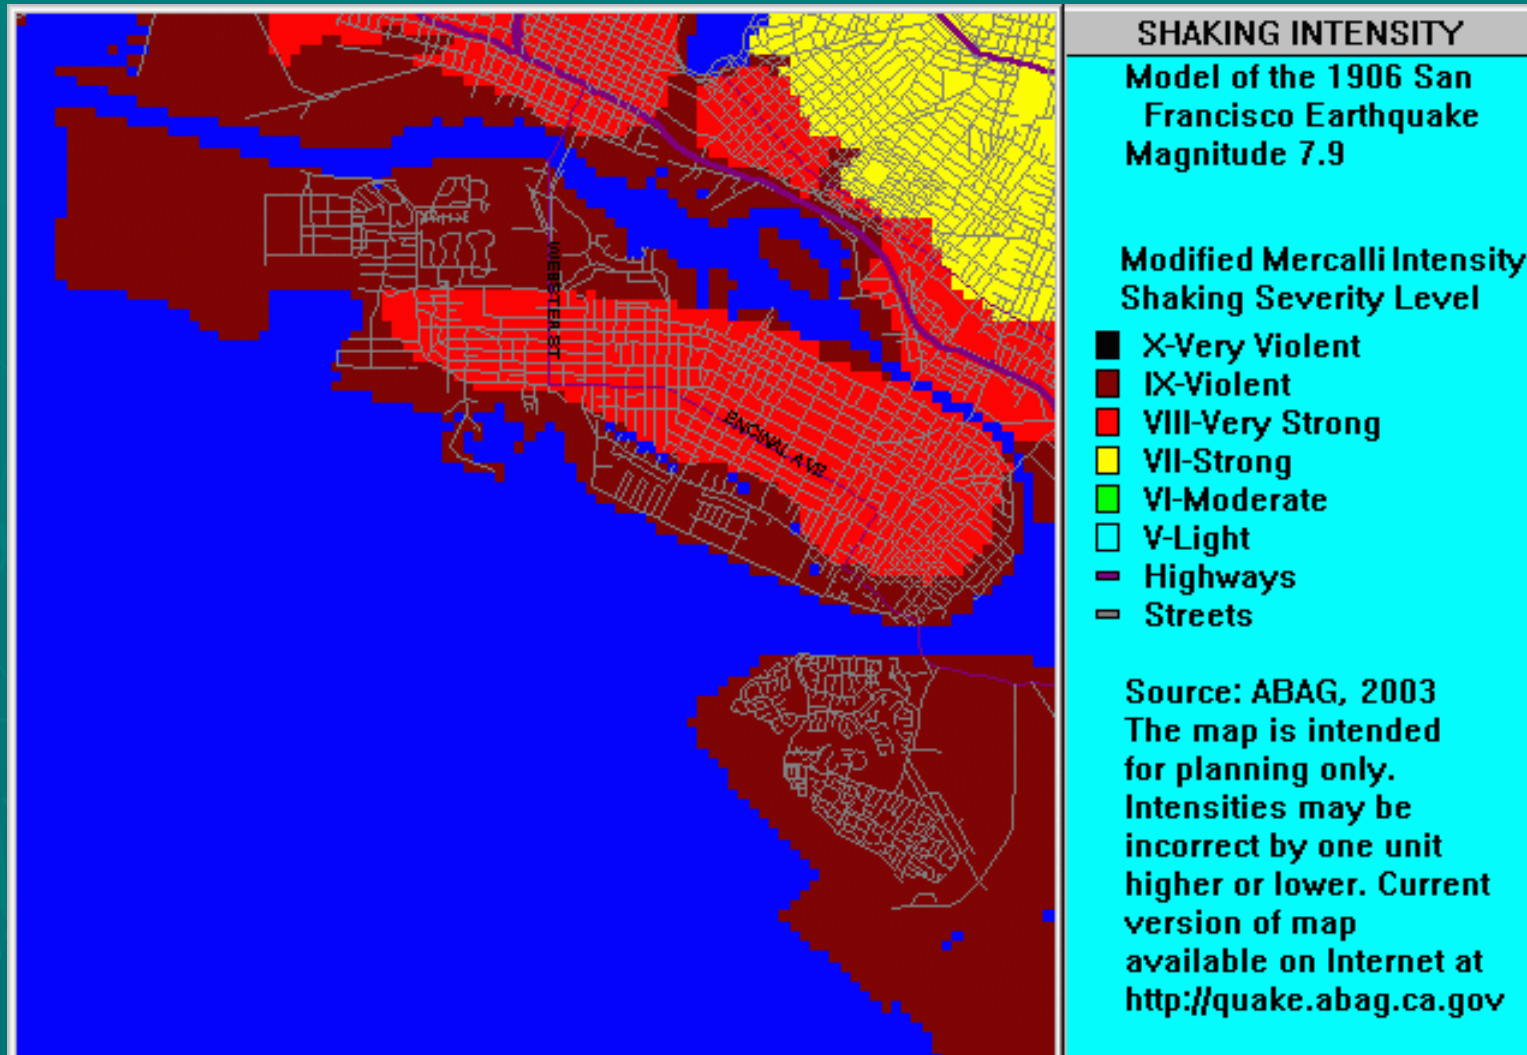 SHAKING INTENSITY
Model of the 1906 San
Francisco Earthquake
Magnitude 7.9
Modified Mercalli Intensity
Shaking Severity Level
X-Very Violent
IX-Violent
VIII-Very Strong
VII-Strong
VI-Moderate
V-Light
Highways
Streets
Source: ABAG, 2003
The map is intended
for planning only.
Intensities may be
incorrect by one unit
higher or lower. Current
version of map
available on Internet at
http://quake.abag.ca.gov
WEBSTER ST
ENCINAL AVE